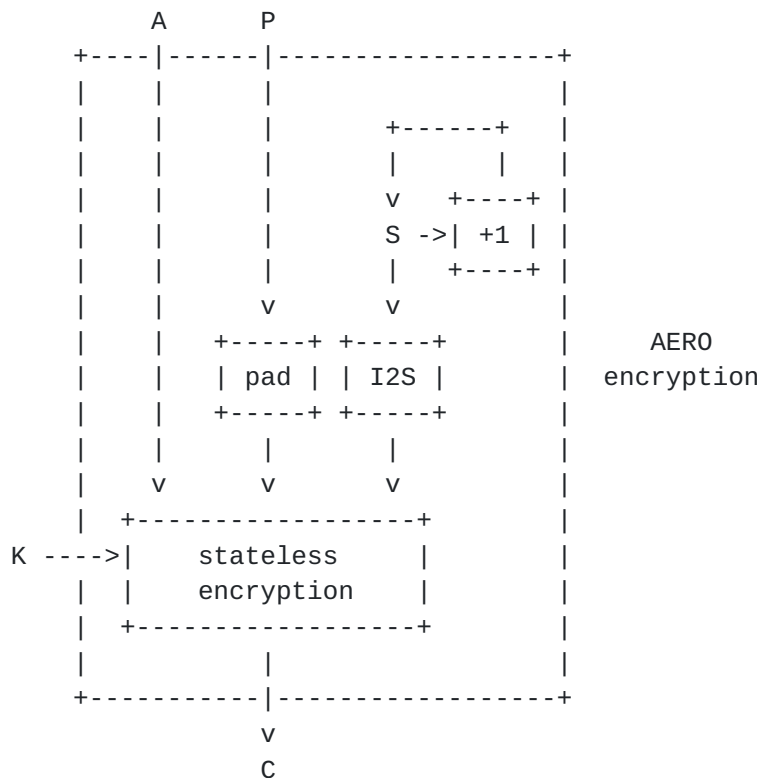 A P
S -> +1
pad I2S AERO
encryption
K ----> stateless
encryption
v
C